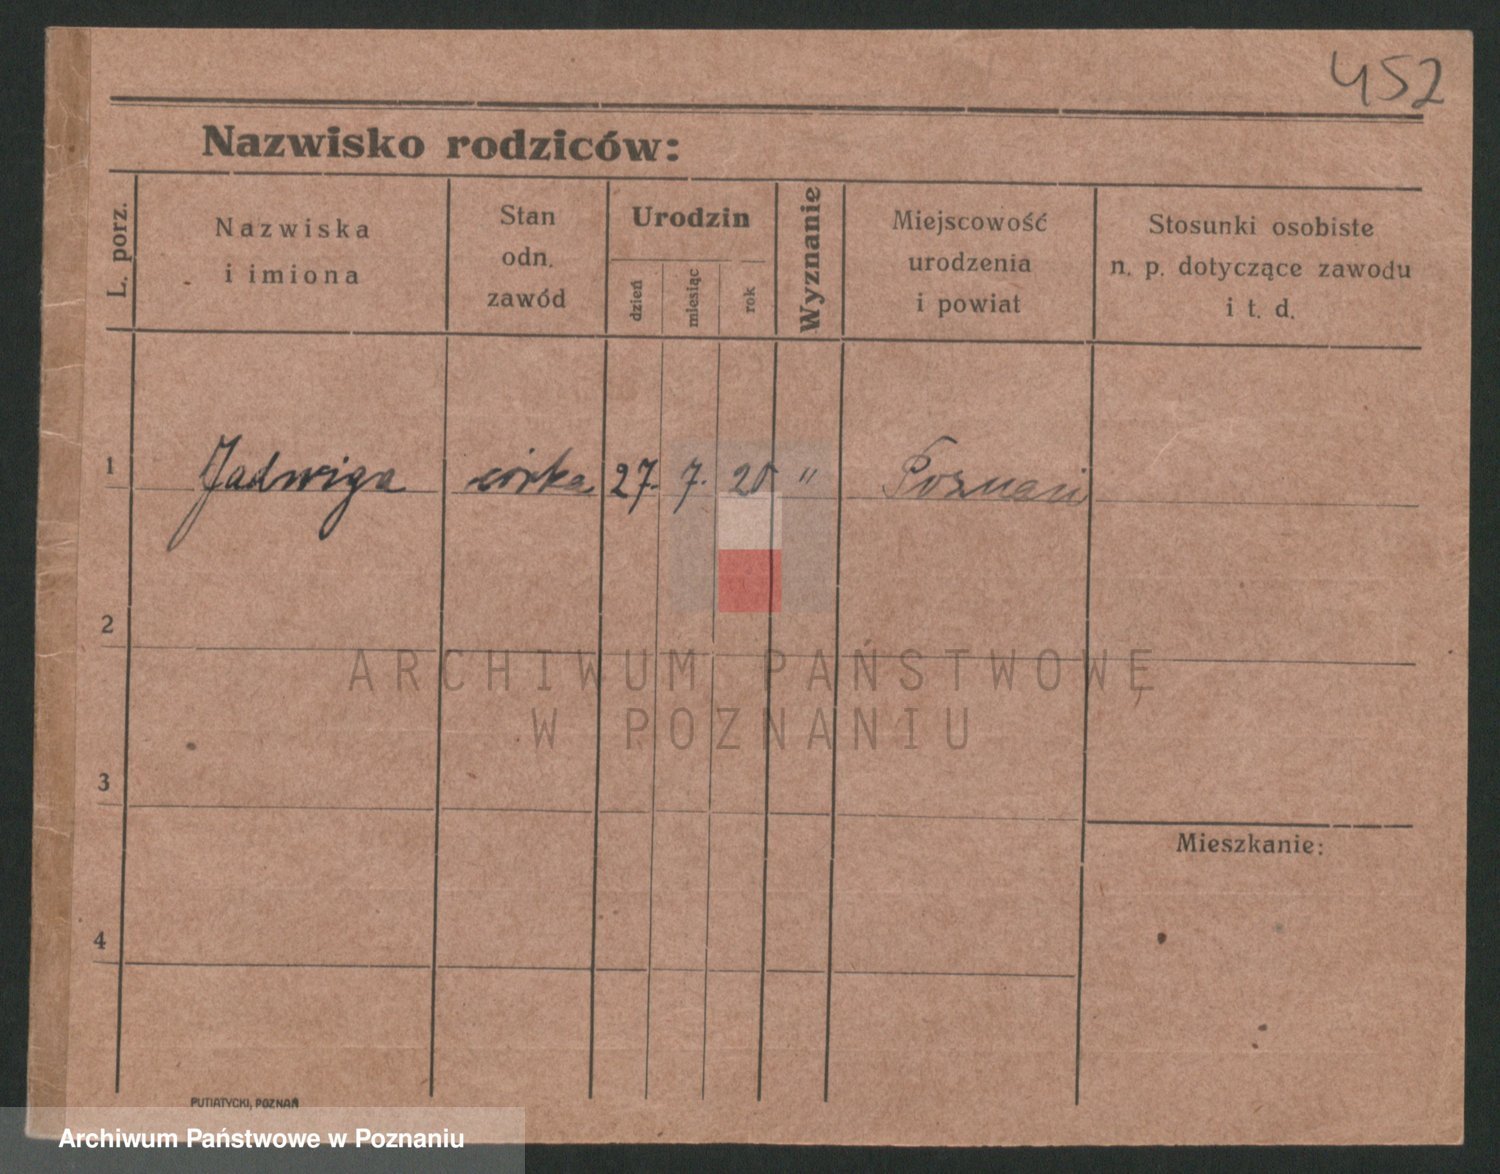 452
Nazwisko rodziców:
L. porz.
Nazwiska
i imiona
Stan
odn.
zawód
Urodzin
dzień
miesiąc
rok
Wyznanie
Miejscowość
urodzenia
i powiat
Stosunki osobiste
n. p. dotyczące zawodu
i t. d.
1 Jadwiga córka 27. 7. 20 " Poznań
2
ARCHIWUM PAŃSTWOWE
W POZNANIU
3
Mieszkanie:
4
PUTIATYCKI, POZNAŃ
Archiwum Państwowe w Poznaniu